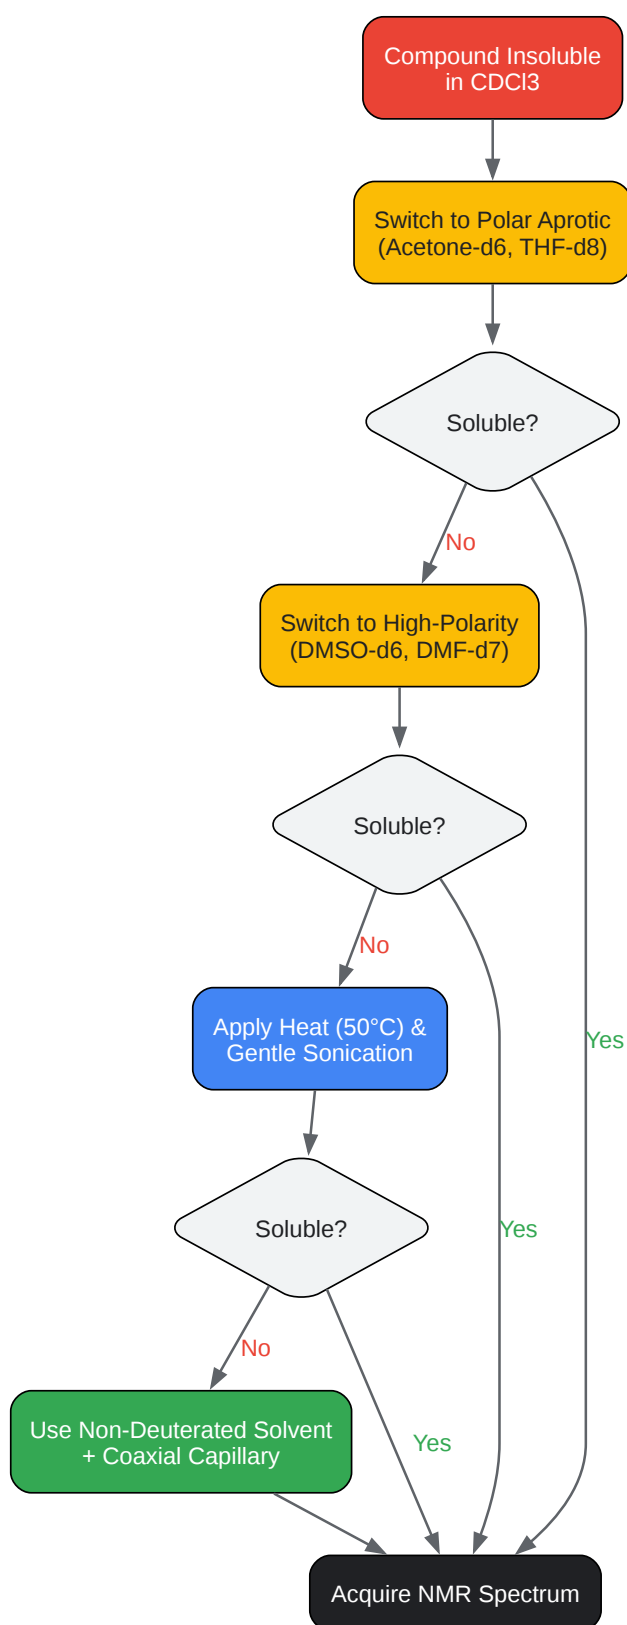 Compound Insoluble
in CDCl3
Switch to Polar Aprotic
(Acetone-d6, THF-d8)
Soluble?
No
Switch to High-Polarity
(DMSO-d6, DMF-d7)
Soluble?
No
Apply Heat (50°C) &
Gentle Sonication
Yes
Soluble?
Yes
No
Use Non-Deuterated Solvent
+ Coaxial Capillary
Yes
Acquire NMR Spectrum